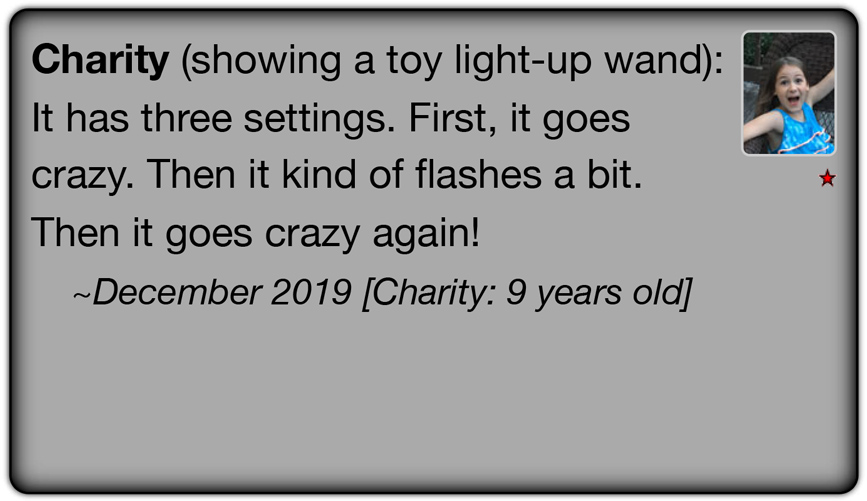 Charity (showing a toy light-up wand):
It has three settings. First, it goes
crazy. Then it kind of flashes a bit.
Then it goes crazy again!
~December 2019 [Charity: 9 years old]